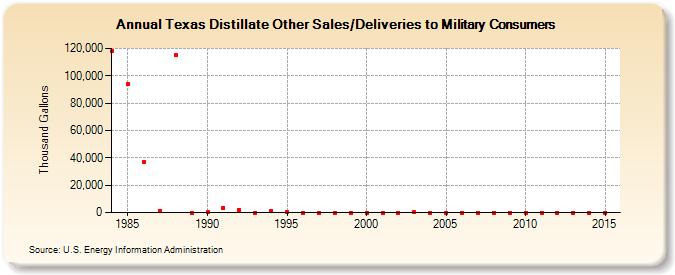 Annual Texas Distillate Other Sales/Deliveries to Military Consumers
Thousand Gallons
120,000
100,000
80,000
60,000
40,000
20,000
0
1985 1990 1995 2000 2005 2010 2015
Source: U.S. Energy Information Administration